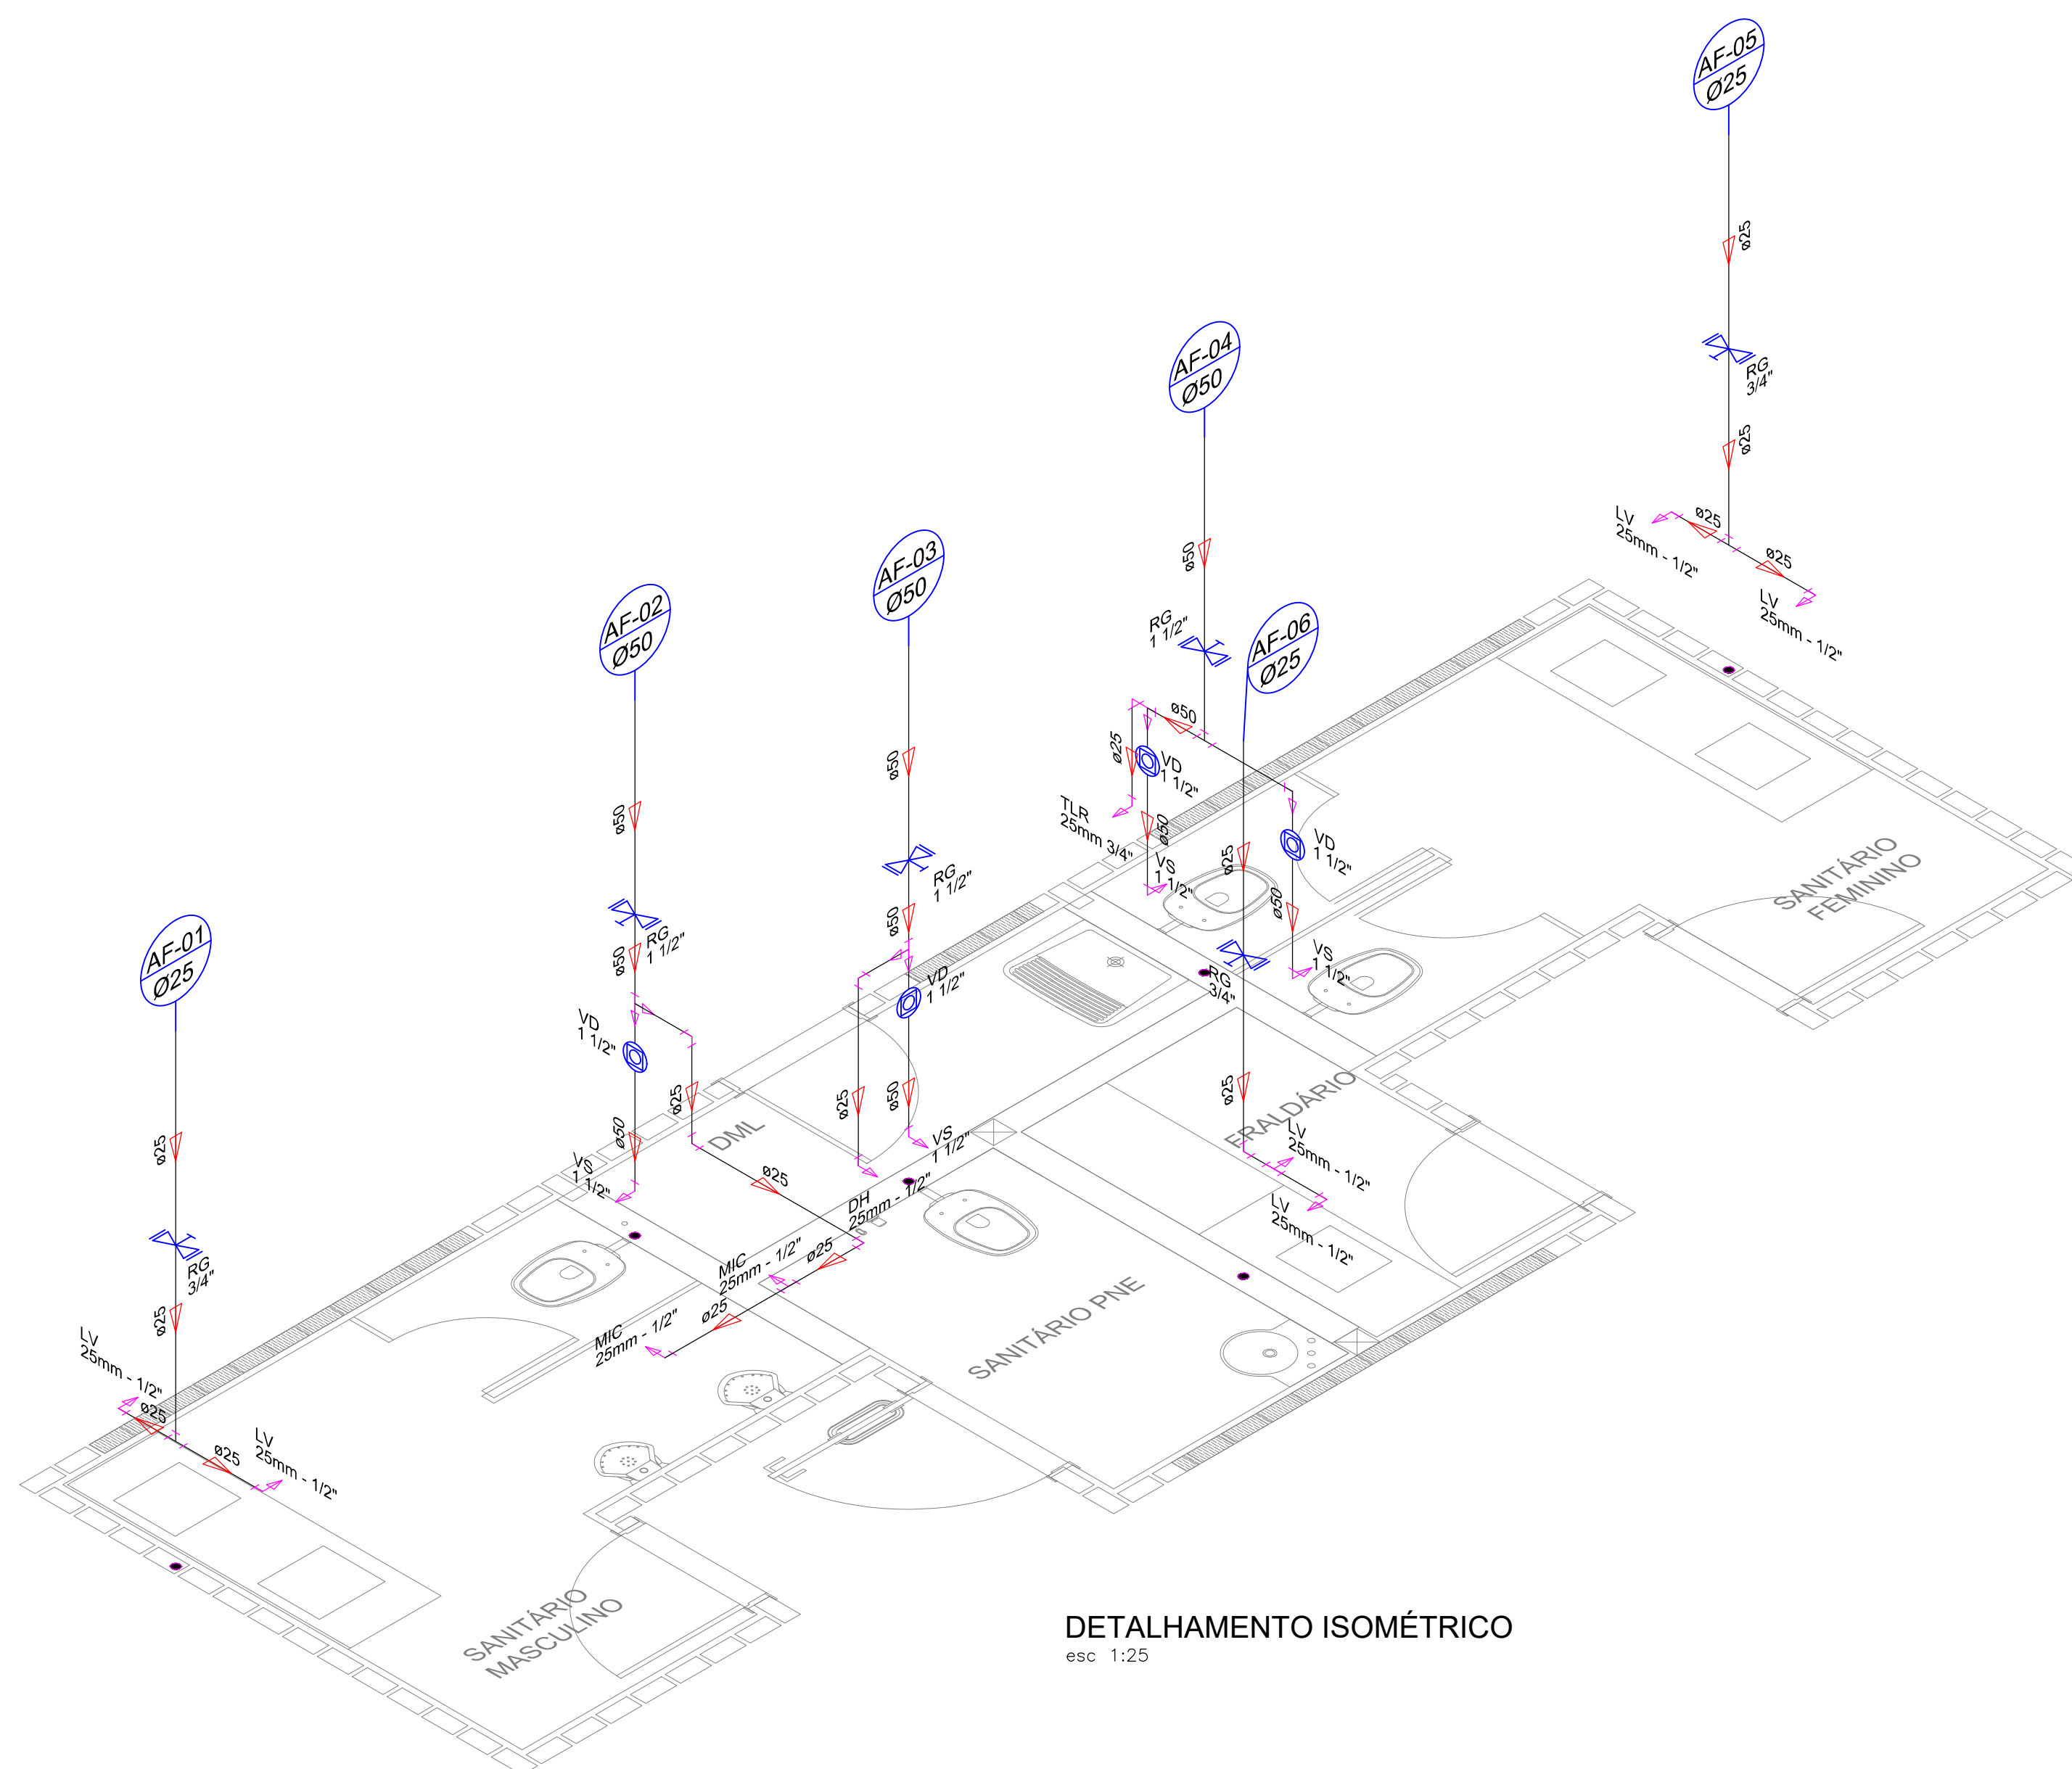 AF-05
Ø25
ø25
RG
3/4"
ø25
LV
25mm - 1/2"
ø25
ø25
LV
25mm - 1/2"
AF-04
Ø50
ø50
RG
1 1/2"
ø50
ø25
VD
1 1/2"
TLR
25mm 3/4"
ø50
VS
1 1/2"
VD
1 1/2"
ø50
VS
1 1/2"
AF-06
Ø25
ø25
RG
3/4"
ø25
LV
25mm - 1/2"
LV
25mm - 1/2"
AF-03
Ø50
ø50
RG
1 1/2"
ø50
VD
1 1/2"
ø25
ø50
VS
1 1/2"
DH
25mm - 1/2"
AF-02
Ø50
ø50
RG
1 1/2"
ø50
VD
1 1/2"
ø25
ø50
VS
1 1/2"
ø25
MIC
25mm - 1/2"
ø25
MIC
25mm - 1/2"
ø25
AF-01
Ø25
ø25
RG
3/4"
ø25
LV
25mm - 1/2"
ø25
ø25
LV
25mm - 1/2"
SANITÁRIO
FEMININO
FRALDÁRIO
DML
SANITÁRIO PNE
SANITÁRIO
MASCULINO
DETALHAMENTO ISOMÉTRICO
esc 1:25